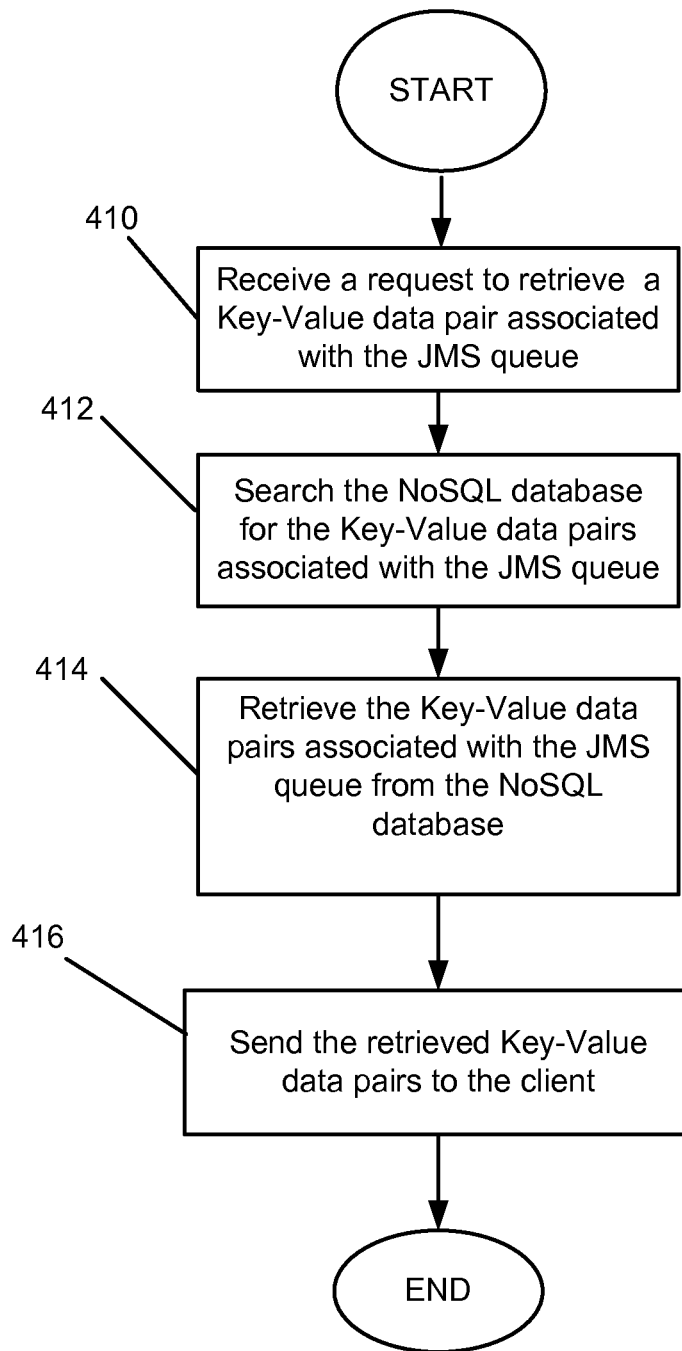 START
410
Receive a request to retrieve a
Key-Value data pair associated
with the JMS queue
412
Search the NoSQL database
for the Key-Value data pairs
associated with the JMS queue
414
Retrieve the Key-Value data
pairs associated with the JMS
queue from the NoSQL
database
416
Send the retrieved Key-Value
data pairs to the client
END